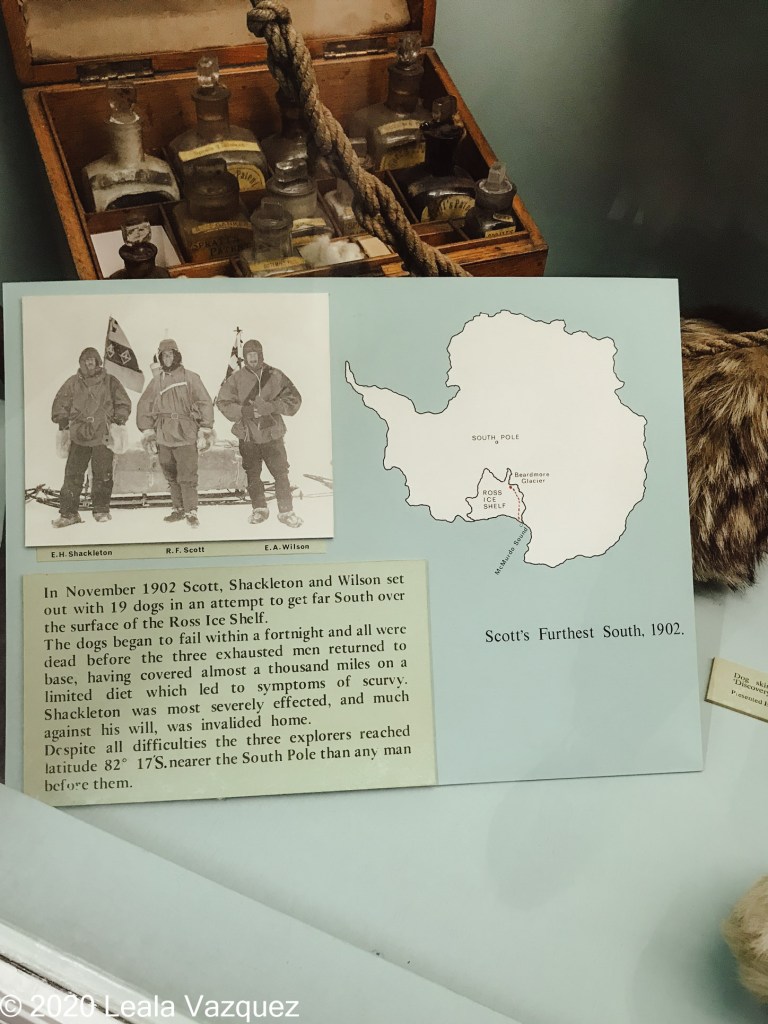 SOUTH POLE
Beardmore
Glacier
ROSS
ICE
SHELF
McMurdo Sound
E.H. Shackleton R.F. Scott E.A. Wilson
In November 1902 Scott, Shackleton and Wilson set
out with 19 dogs in an attempt to get far South over
the surface of the Ross Ice Shelf.
The dogs began to fail within a fortnight and all were
dead before the three exhausted men returned to
base, having covered almost a thousand miles on a
limited diet which led to symptoms of scurvy.
Shackleton was most severely effected, and much
against his will, was invalided home.
Despite all difficulties the three explorers reached
latitude 82° 17'S. nearer the South Pole than any man
before them.
Scott's Furthest South, 1902.
Dog
'Discovery
© 2020 Leala Vazquez